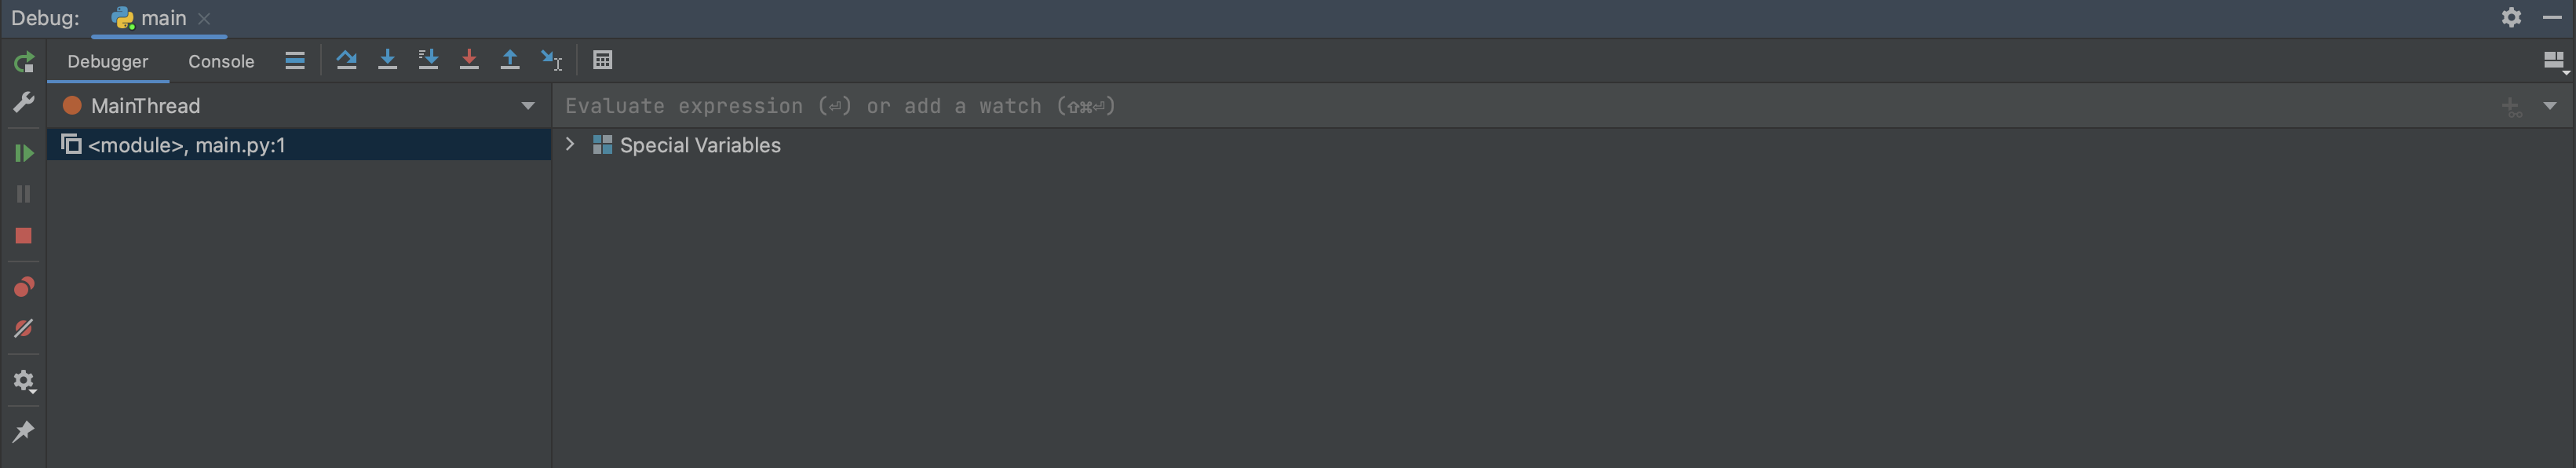 Debug: main
Debugger Console
MainThread
Evaluate expression (⏎) or add a watch (⇧⌘⏎)
<module>, main.py:1
Special Variables